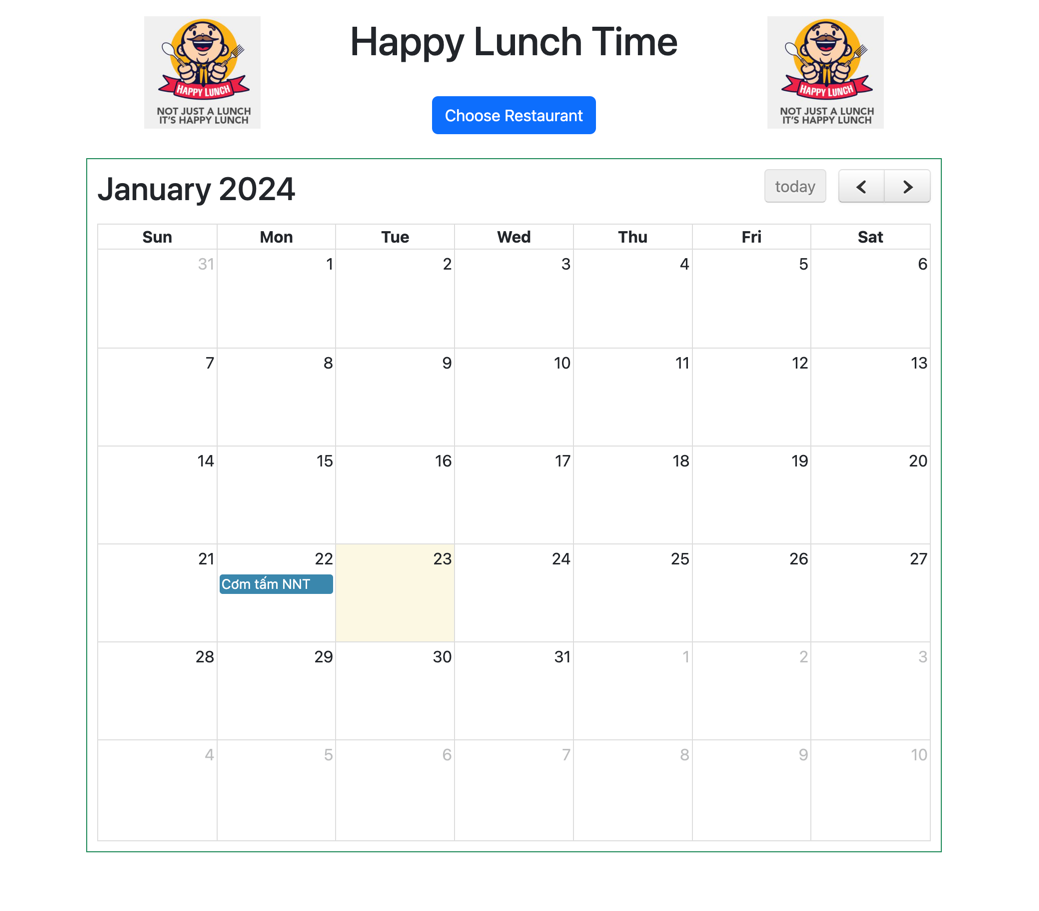 HAPPY LUNCH
NOT JUST A LUNCH
IT'S HAPPY LUNCH
Happy Lunch Time
Choose Restaurant
HAPPY LUNCH
NOT JUST A LUNCH
IT'S HAPPY LUNCH
January 2024
today
Sun Mon Tue Wed Thu Fri Sat
31 1 2 3 4 5 6
7 8 9 10 11 12 13
14 15 16 17 18 19 20
21 22 23 24 25 26 27
Cơm tấm NNT
28 29 30 31 1 2 3
4 5 6 7 8 9 10